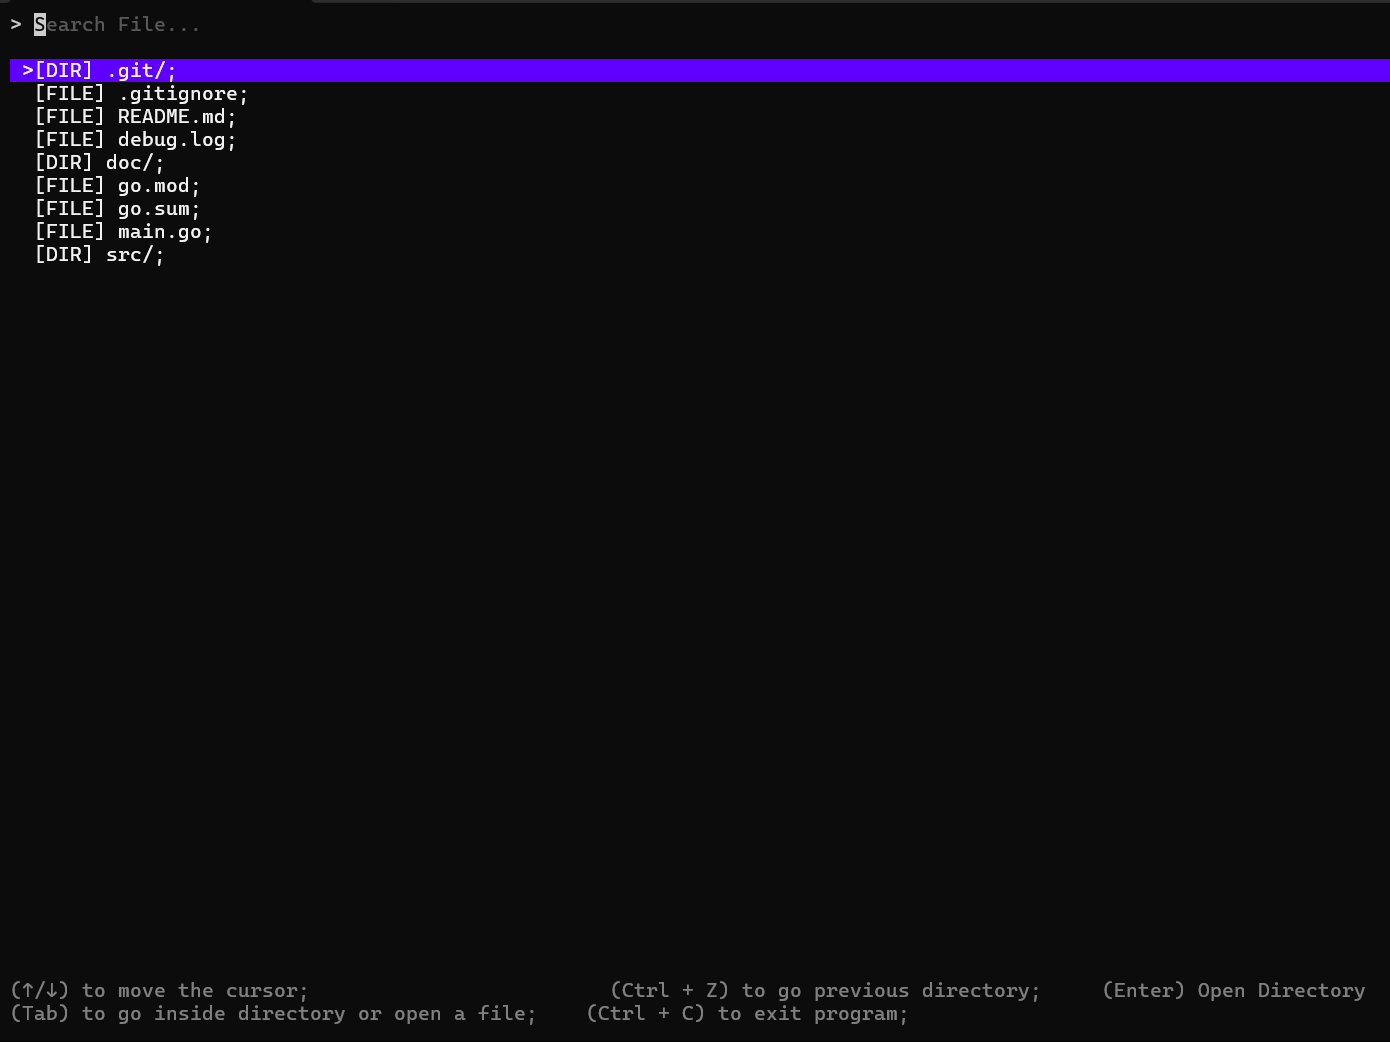 > Search File...
>[DIR] .git/;
[FILE] .gitignore;
[FILE] README.md;
[FILE] debug.log;
[DIR] doc/;
[FILE] go.mod;
[FILE] go.sum;
[FILE] main.go;
[DIR] src/;
(↑/↓) to move the cursor; (Ctrl + Z) to go previous directory; (Enter) Open Directory
(Tab) to go inside directory or open a file; (Ctrl + C) to exit program;